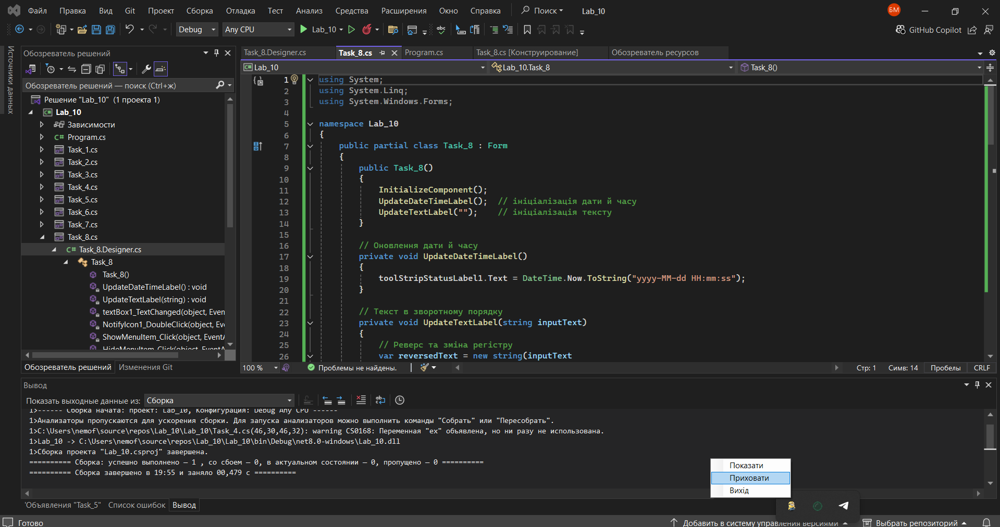 Файл Правка Вид Git Проект Сборка Отладка Тест Анализ Средства Расширения Окно Справка Поиск Lab_10 БМ
Debug Any CPU Lab_10 abc GitHub Copilot
Источники данных
Обозреватель решений
Обозреватель решений — поиск (Ctrl+ж)
Решение "Lab_10" (1 проекта 1)
Lab_10
Зависимости
C# Program.cs
Task_1.cs
Task_2.cs
Task_3.cs
Task_4.cs
Task_5.cs
Task_6.cs
Task_7.cs
Task_8.cs
C# Task_8.Designer.cs
Task_8
Task_8()
UpdateDateTimeLabel() : void
UpdateTextLabel(string) : void
textBox1_TextChanged(object, Even
NotifyIcon1_DoubleClick(object, Ev
ShowMenuItem_Click(object, EventA
HideMenuItem_Click(object, EventA
Обозреватель решений Изменения Git
Task_8.Designer.cs Task_8.cs Program.cs Task_8.cs [Конструирование] Обозреватель ресурсов
C# Lab_10 Lab_10.Task_8 Task_8()
1 using System;
2 using System.Linq;
3 using System.Windows.Forms;
4
5 namespace Lab_10
6 {
7 public partial class Task_8 : Form
8 {
9 public Task_8()
10 {
11 InitializeComponent();
12 UpdateDateTimeLabel(); // ініціалізація дати й часу
13 UpdateTextLabel(""); // ініціалізація тексту
14 }
15
16 // Оновлення дати й часу
17 private void UpdateDateTimeLabel()
18 {
19 toolStripStatusLabel1.Text = DateTime.Now.ToString("yyyy-MM-dd HH:mm:ss");
20 }
21
22 // Текст в зворотному порядку
23 private void UpdateTextLabel(string inputText)
24 {
25 // Реверс та зміна регістру
26 var reversedText = new string(inputText
100 % Проблемы не найдены. Стр: 1 Симв: 14 Пробелы CRLF
Вывод
Показать выходные данные из: Сборка
1>------ Сборка начата: проект: Lab_10, Конфигурация: Debug Any CPU ------
1>Анализаторы пропускаются для ускорения сборки. Для запуска анализаторов можно выполнить команды "Собрать" или "Пересобрать".
1>C:\Users\nemof\source\repos\Lab_10\Lab_10\Task_4.cs(46,30,46,32): warning CS0168: Переменная "ex" объявлена, но ни разу не использована.
1>Lab_10 -> C:\Users\nemof\source\repos\Lab_10\Lab_10\bin\Debug\net8.0-windows\Lab_10.dll
1>Сборка проекта "Lab_10.csproj" завершена.
========== Сборка: успешно выполнено — 1 , со сбоем — 0, в актуальном состоянии — 0, пропущено — 0 ==========
========== Сборка завершено в 19:55 и заняло 00,479 с ==========
Показати
Приховати
Вихід
'Объявления "Task_5" Список ошибок Вывод
Готово Добавить в систему управления версиями Выбрать репозиторий